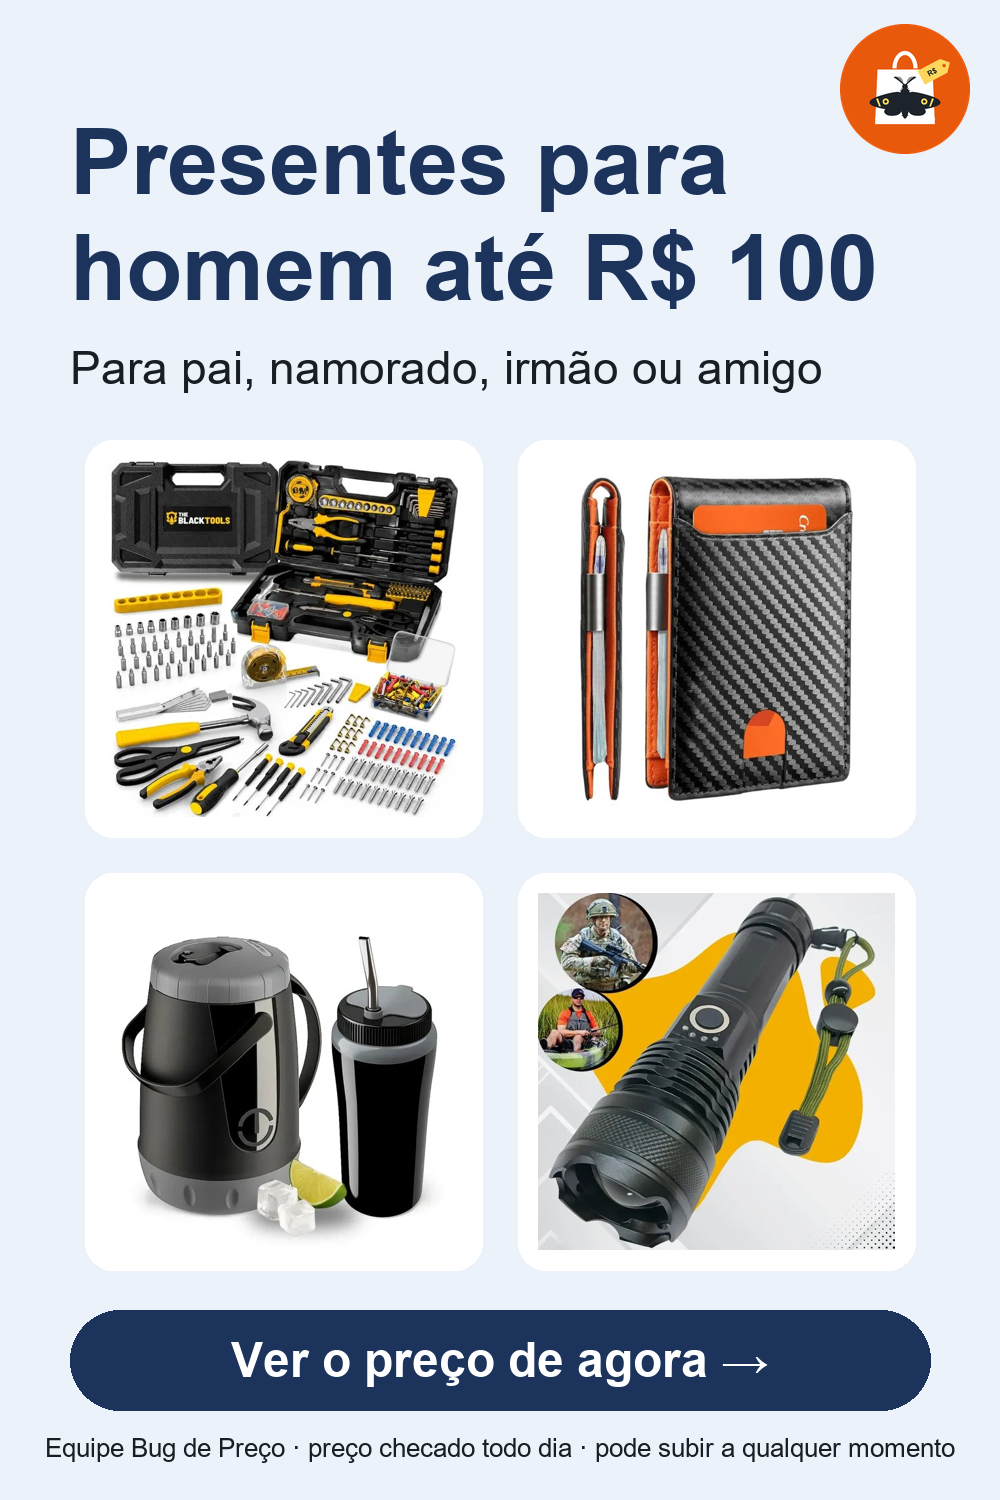 R$
Presentes para
homem até R$ 100
Para pai, namorado, irmão ou amigo
THE
BLACKTOOLS
Ver o preço de agora →
Equipe Bug de Preço · preço checado todo dia · pode subir a qualquer momento